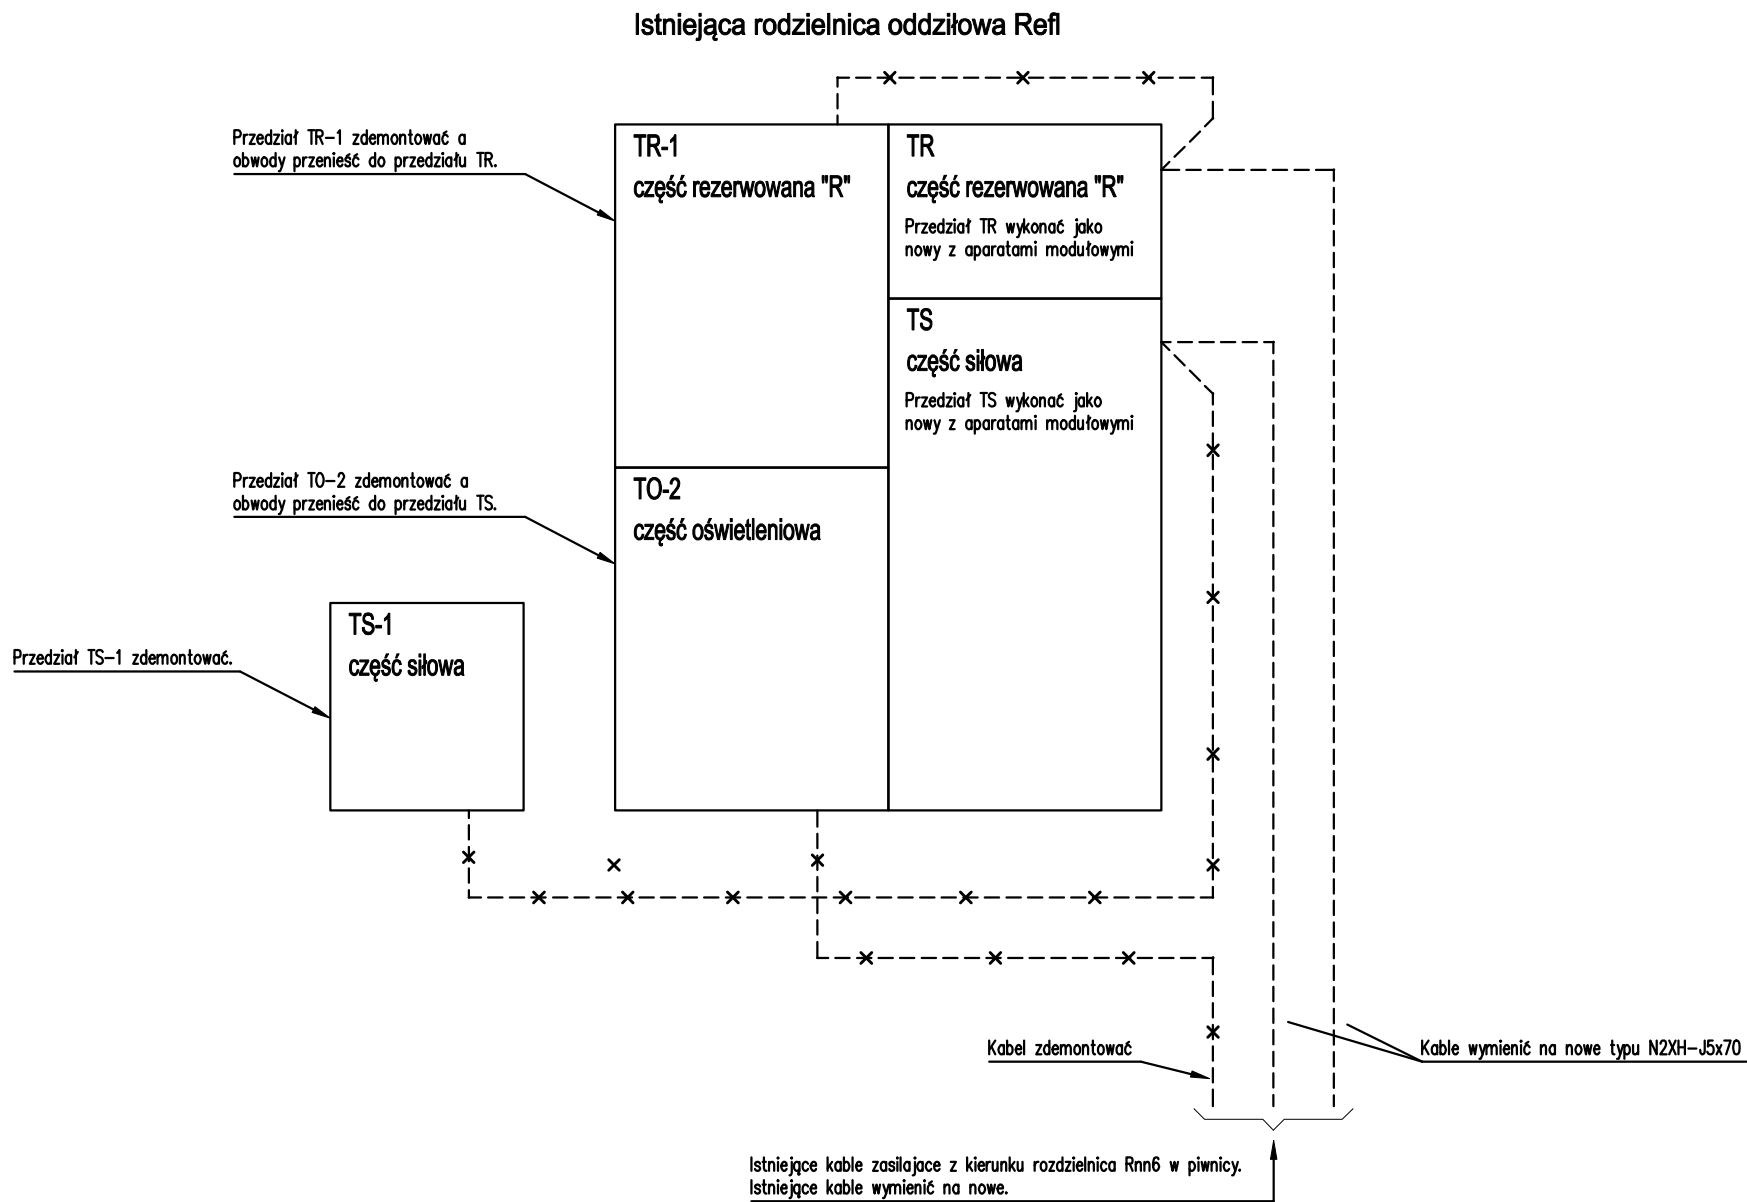 Istniejąca rodzielnica oddziłowa Refl
Przedział TR-1 zdemontować a
obwody przenieść do przedziału TR.
TR-1
część rezerwowana "R"
TR
część rezerwowana "R"
Przedział TR wykonać jako
nowy z aparatami modułowymi
TS
część siłowa
Przedział TS wykonać jako
nowy z aparatami modułowymi
Przedział TO-2 zdemontować a
obwody przenieść do przedziału TS.
TO-2
część oświetleniowa
TS-1
część siłowa
Przedział TS-1 zdemontować.
Kabel zdemontować
Kable wymienić na nowe typu N2XH-J5x70
Istniejące kable zasilajace z kierunku rozdzielnica Rnn6 w piwnicy.
Istniejące kable wymienić na nowe.